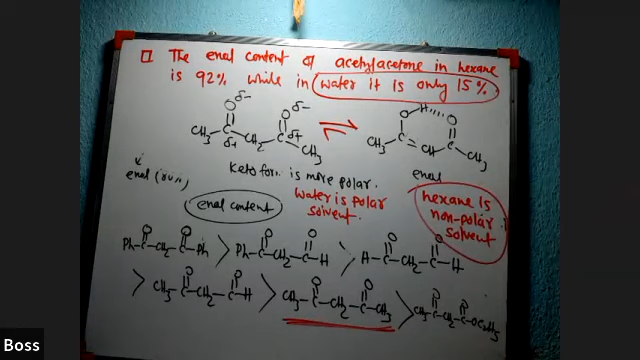 The enol content of acetylacetone in hexane
is 92% while in water it is only 15%.
CH3-C-CH2-C-CH3 ⇌ CH3-C=CH-C-CH3
O δ- O δ- δ+ δ+ O-H....O
Keto form is more polar.
enol
enol
enol content
water is polar
solvent.
hexane is
non-polar
solvent
Ph-C-CH2-C-Ph > Ph-C-CH2-C-H > H-C-CH2-C-H
O O O O O O
> CH3-C-CH2-C-H > CH3-C-CH2-C-CH3 > CH3-C-CH2-C-OC2H5
O O O O O O
Boss